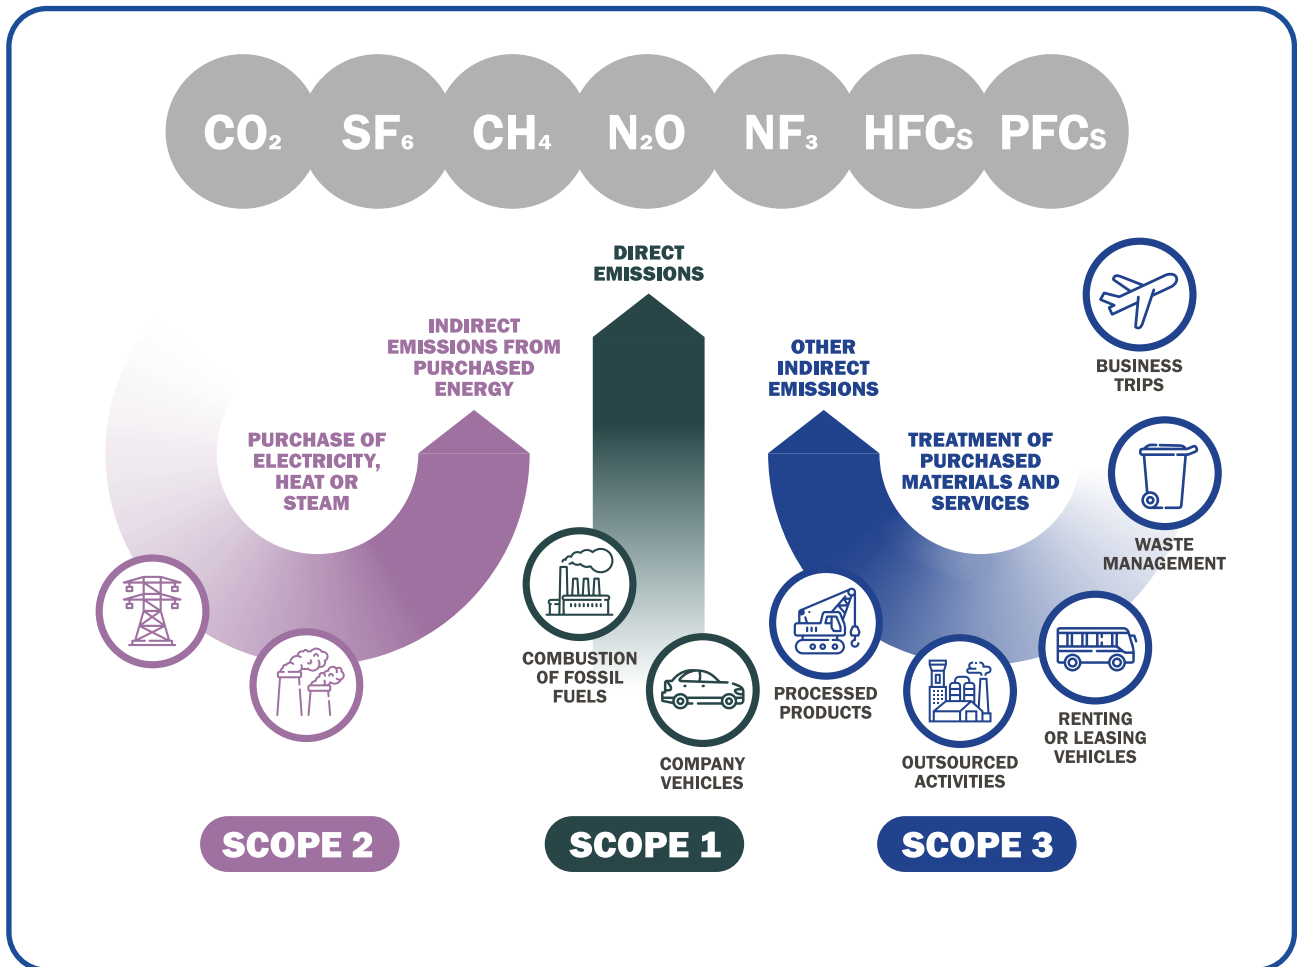 CO₂ SF₆ CH₄ N₂O NF₃ HFCs PFCs
DIRECT
EMISSIONS
INDIRECT
EMISSIONS FROM
PURCHASED
ENERGY
PURCHASE OF
ELECTRICITY,
HEAT OR
STEAM
OTHER
INDIRECT
EMISSIONS
TREATMENT OF
PURCHASED
MATERIALS AND
SERVICES
BUSINESS
TRIPS
WASTE
MANAGEMENT
COMBUSTION
OF FOSSIL
FUELS
COMPANY
VEHICLES
PROCESSED
PRODUCTS
OUTSOURCED
ACTIVITIES
RENTING
OR LEASING
VEHICLES
SCOPE 2
SCOPE 1
SCOPE 3